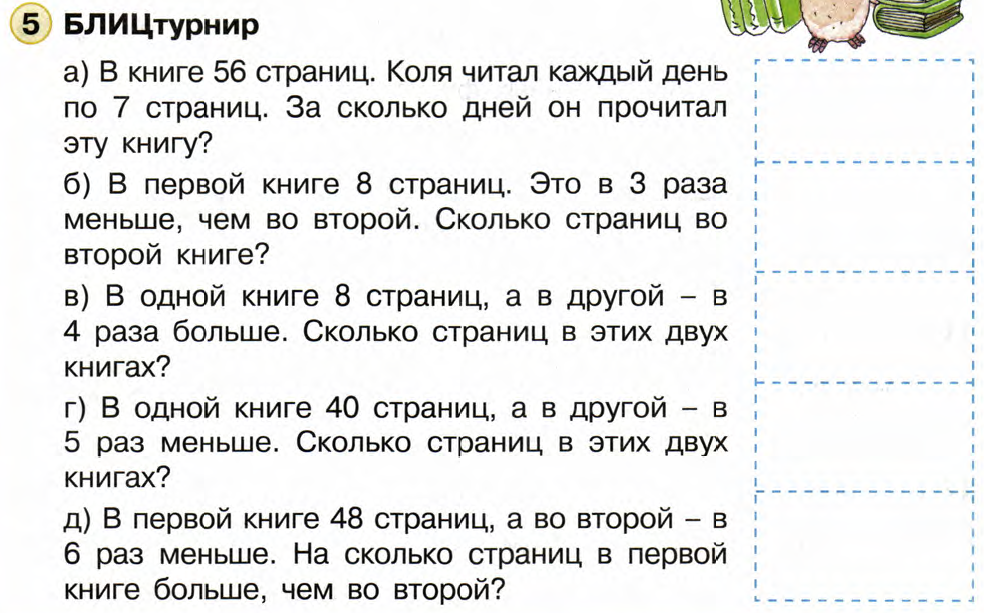 5 БЛИЦтурнир
а) В книге 56 страниц. Коля читал каждый день
по 7 страниц. За сколько дней он прочитал
эту книгу?
б) В первой книге 8 страниц. Это в 3 раза
меньше, чем во второй. Сколько страниц во
второй книге?
в) В одной книге 8 страниц, а в другой – в
4 раза больше. Сколько страниц в этих двух
книгах?
г) В одной книге 40 страниц, а в другой – в
5 раз меньше. Сколько страниц в этих двух
книгах?
д) В первой книге 48 страниц, а во второй – в
6 раз меньше. На сколько страниц в первой
книге больше, чем во второй?